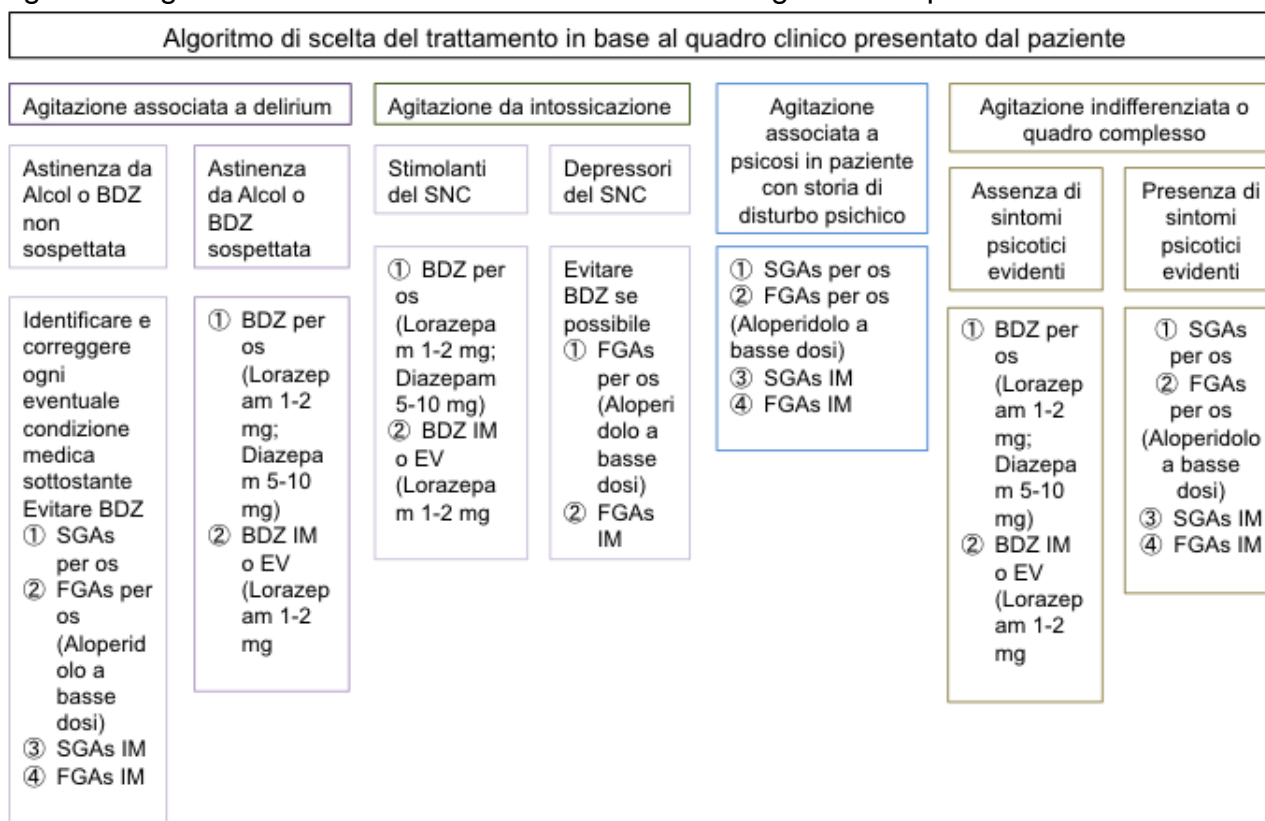 Algoritmo di scelta del trattamento in base al quadro clinico presentato dal paziente
Agitazione associata a delirium
Astinenza da
Alcol o BDZ
non
sospettata
Identificare e
correggere
ogni
eventuale
condizione
medica
sottostante
Evitare BDZ
① SGAs
per os
② FGAs per
os
(Aloperid
olo a
basse
dosi)
③ SGAs IM
④ FGAs IM
Astinenza
da Alcol o
BDZ
sospettata
① BDZ per
os
(Lorazep
am 1-2
mg;
Diazepa
m 5-10
mg)
② BDZ IM
o EV
(Lorazep
am 1-2
mg
Agitazione da intossicazione
Stimolanti
del SNC
① BDZ per
os
(Lorazepa
m 1-2 mg;
Diazepam
5-10 mg)
② BDZ IM
o EV
(Lorazepa
m 1-2 mg
Depressori
del SNC
Evitare
BDZ se
possibile
① FGAs
per os
(Aloperi
dolo a
basse
dosi)
② FGAs
IM
Agitazione
associata a
psicosi in paziente
con storia di
disturbo psichico
① SGAs per os
② FGAs per os
(Aloperidolo a
basse dosi)
③ SGAs IM
④ FGAs IM
Agitazione indifferenziata o
quadro complesso
Assenza di
sintomi
psicotici
evidenti
① BDZ per
os
(Lorazep
am 1-2
mg;
Diazepa
m 5-10
mg)
② BDZ IM
o EV
(Lorazep
am 1-2
mg
Presenza di
sintomi
psicotici
evidenti
① SGAs
per os
② FGAs
per os
(Aloperidolo
a basse
dosi)
③ SGAs IM
④ FGAs IM